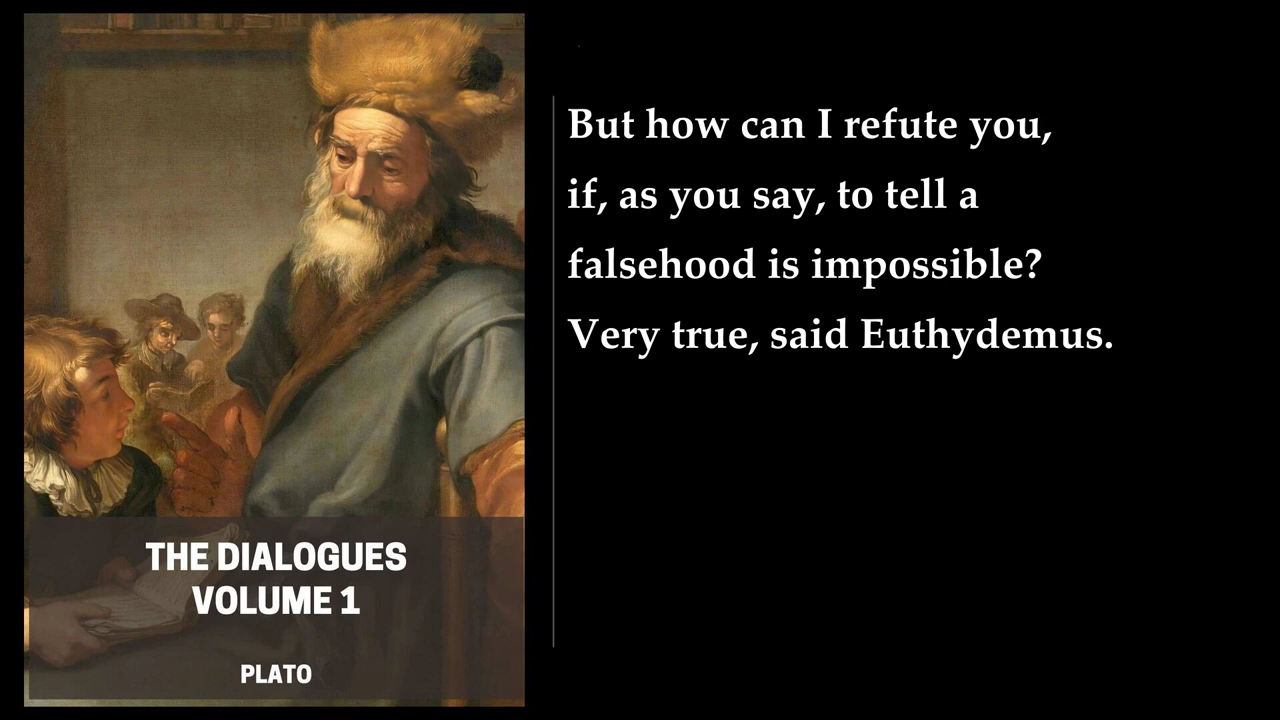 But how can I refute you,
if, as you say, to tell a
falsehood is impossible?
Very true, said Euthydemus.
THE DIALOGUES
VOLUME 1
PLATO